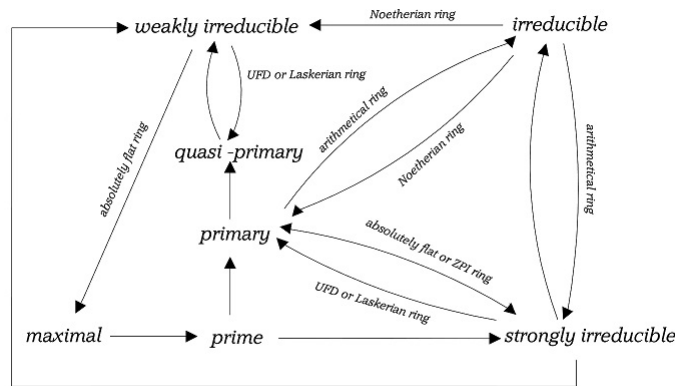 Noetherian ring
weakly irreducible
irreducible
UFD or Laskerian ring
arithmetical ring
absolutely flat ring
quasi -primary
Noetherian ring
arithmetical ring
primary
absolutely flat or ZPI ring
UFD or Laskerian ring
maximal
prime
strongly irreducible